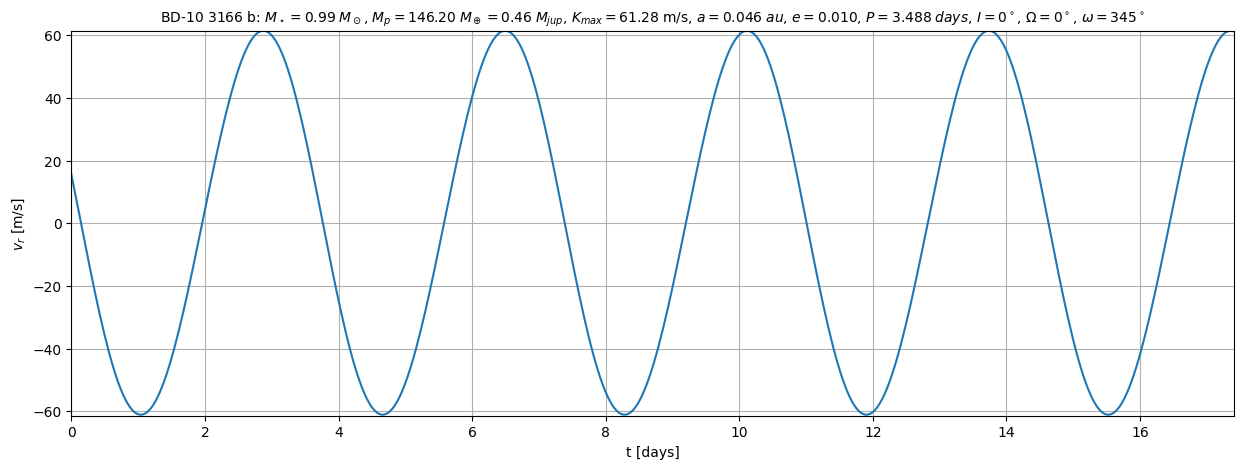 BD-10 3166 b: M⋆ = 0.99 M⊙, Mp = 146.20 M⊕ = 0.46 Mjup, Kmax = 61.28 m/s, a = 0.046 au, e = 0.010, P = 3.488 days, I = 0°, Ω = 0°, ω = 345°
60
40
20
0
−20
−40
−60
vr [m/s]
0 2 4 6 8 10 12 14 16
t [days]